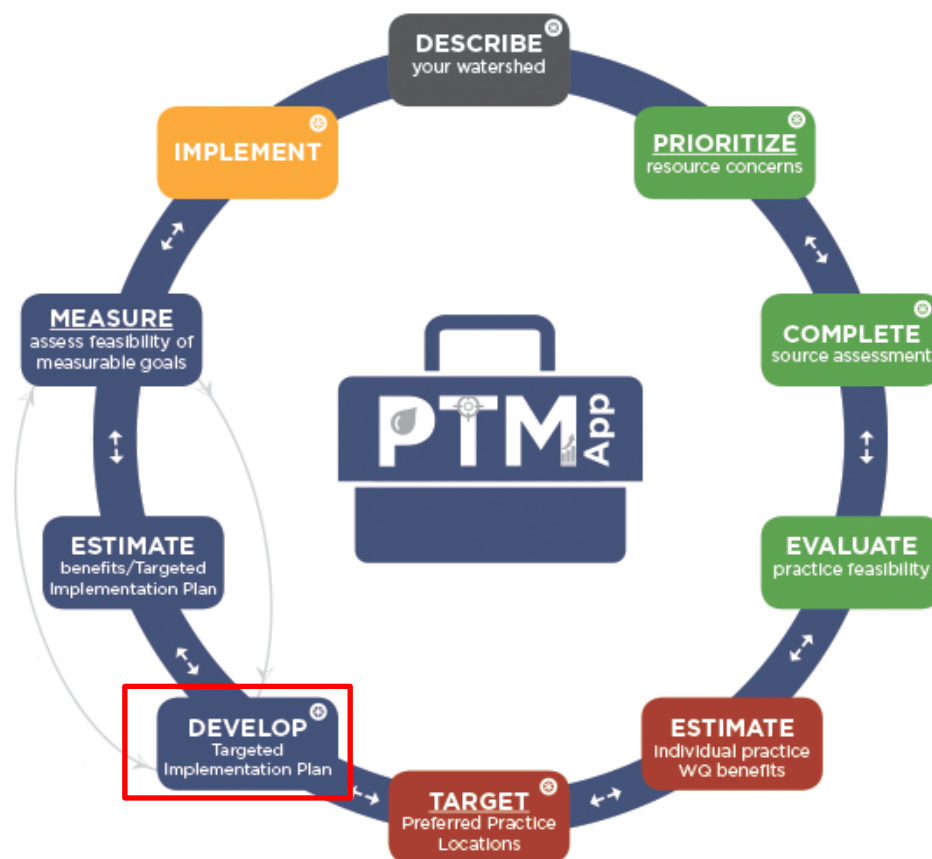 DESCRIBE
your watershed
PRIORITIZE
resource concerns
COMPLETE
source assessment
EVALUATE
practice feasibility
ESTIMATE
individual practice
WQ benefits
TARGET
Preferred Practice
Locations
DEVELOP
Targeted
Implementation Plan
ESTIMATE
benefits/Targeted
Implementation Plan
MEASURE
assess feasibility of
measurable goals
IMPLEMENT
PTM
App